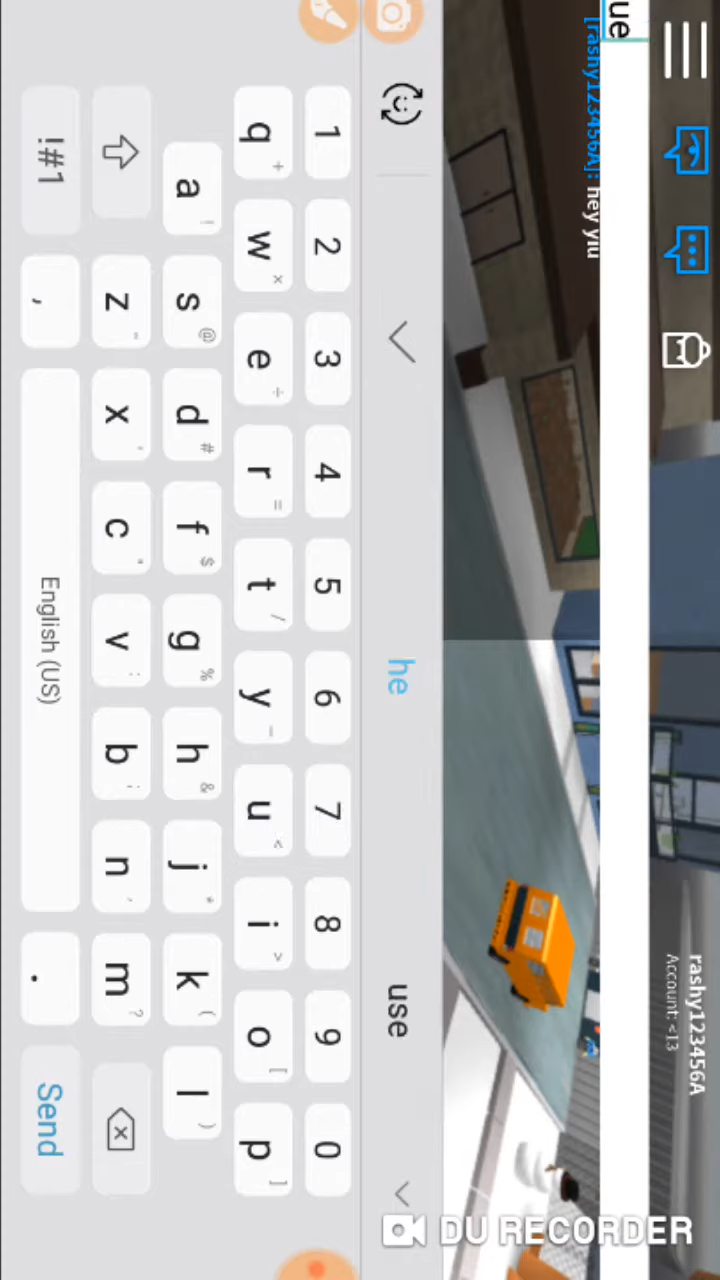 ue
[rashy123456A]: hey yiu
rashy123456A
Account: <13
he use
1 2 3 4 5 6 7 8 9 0
q + w × e ÷ r = t / y _ u < i > o [ p ]
a ! s @ d # f $ g % h & j * k ( l )
z - x ' c " v : b ; n , m ?
!#1 , English (US) . Send
DU RECORDER